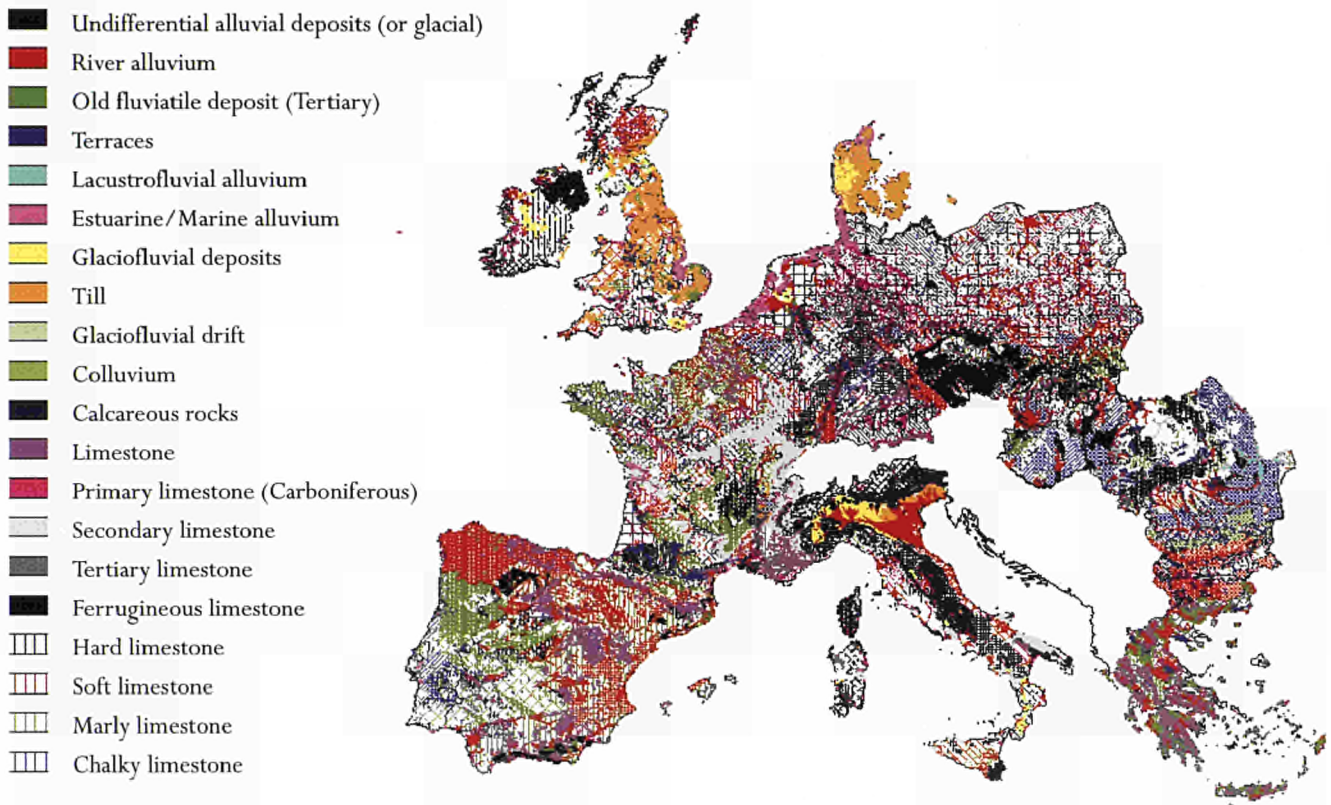 Undifferential alluvial deposits (or glacial)
River alluvium
Old fluviatile deposit (Tertiary)
Terraces
Lacustrofluvial alluvium
Estuarine/Marine alluvium
Glaciofluvial deposits
Till
Glaciofluvial drift
Colluvium
Calcareous rocks
Limestone
Primary limestone (Carboniferous)
Secondary limestone
Tertiary limestone
Ferrugineous limestone
Hard limestone
Soft limestone
Marly limestone
Chalky limestone